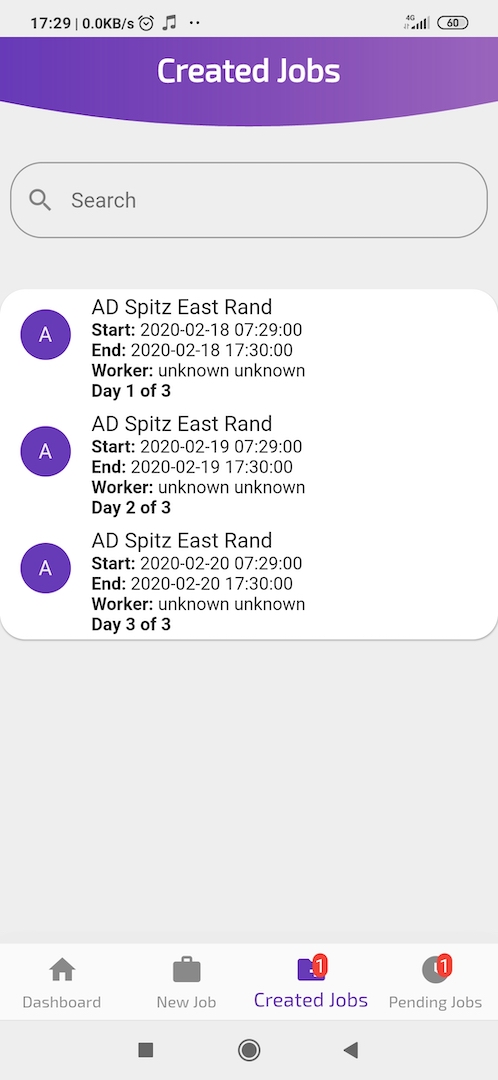 17:29 | 0.0KB/s
4G
60
Created Jobs
Search
A
AD Spitz East Rand
Start: 2020-02-18 07:29:00
End: 2020-02-18 17:30:00
Worker: unknown unknown
Day 1 of 3
A
AD Spitz East Rand
Start: 2020-02-19 07:29:00
End: 2020-02-19 17:30:00
Worker: unknown unknown
Day 2 of 3
A
AD Spitz East Rand
Start: 2020-02-20 07:29:00
End: 2020-02-20 17:30:00
Worker: unknown unknown
Day 3 of 3
1
1
Dashboard
New Job
Created Jobs
Pending Jobs